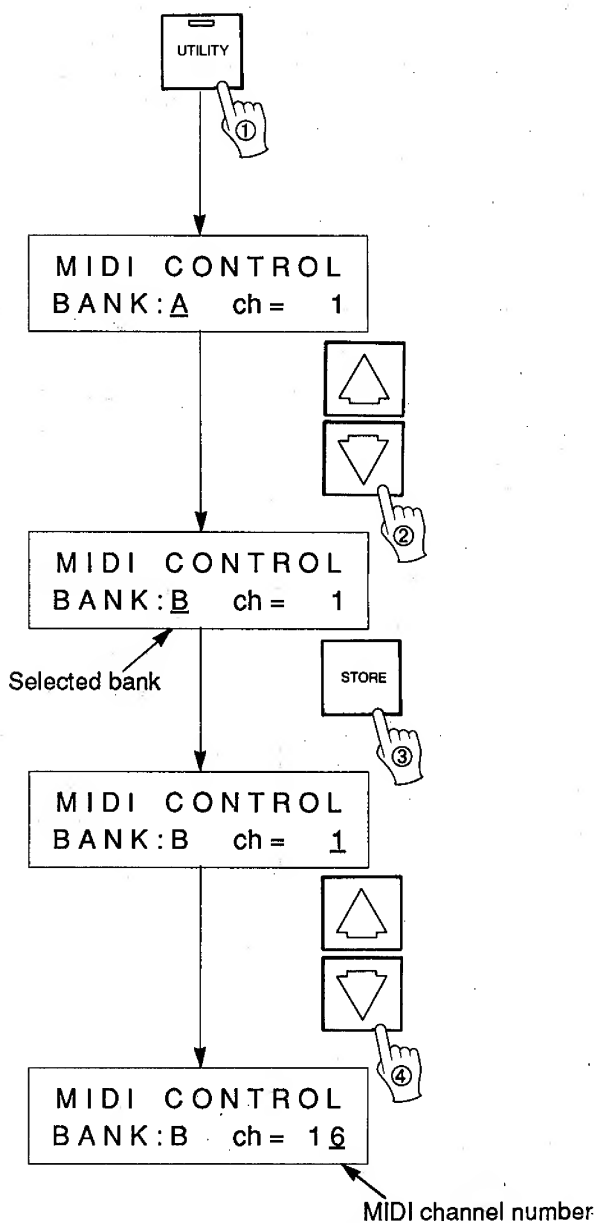 UTILITY
①
MIDI CONTROL
BANK:A ch = 1
②
MIDI CONTROL
BANK:B ch = 1
Selected bank
STORE
③
MIDI CONTROL
BANK:B ch = 1
④
MIDI CONTROL
BANK:B ch = 16
MIDI channel number